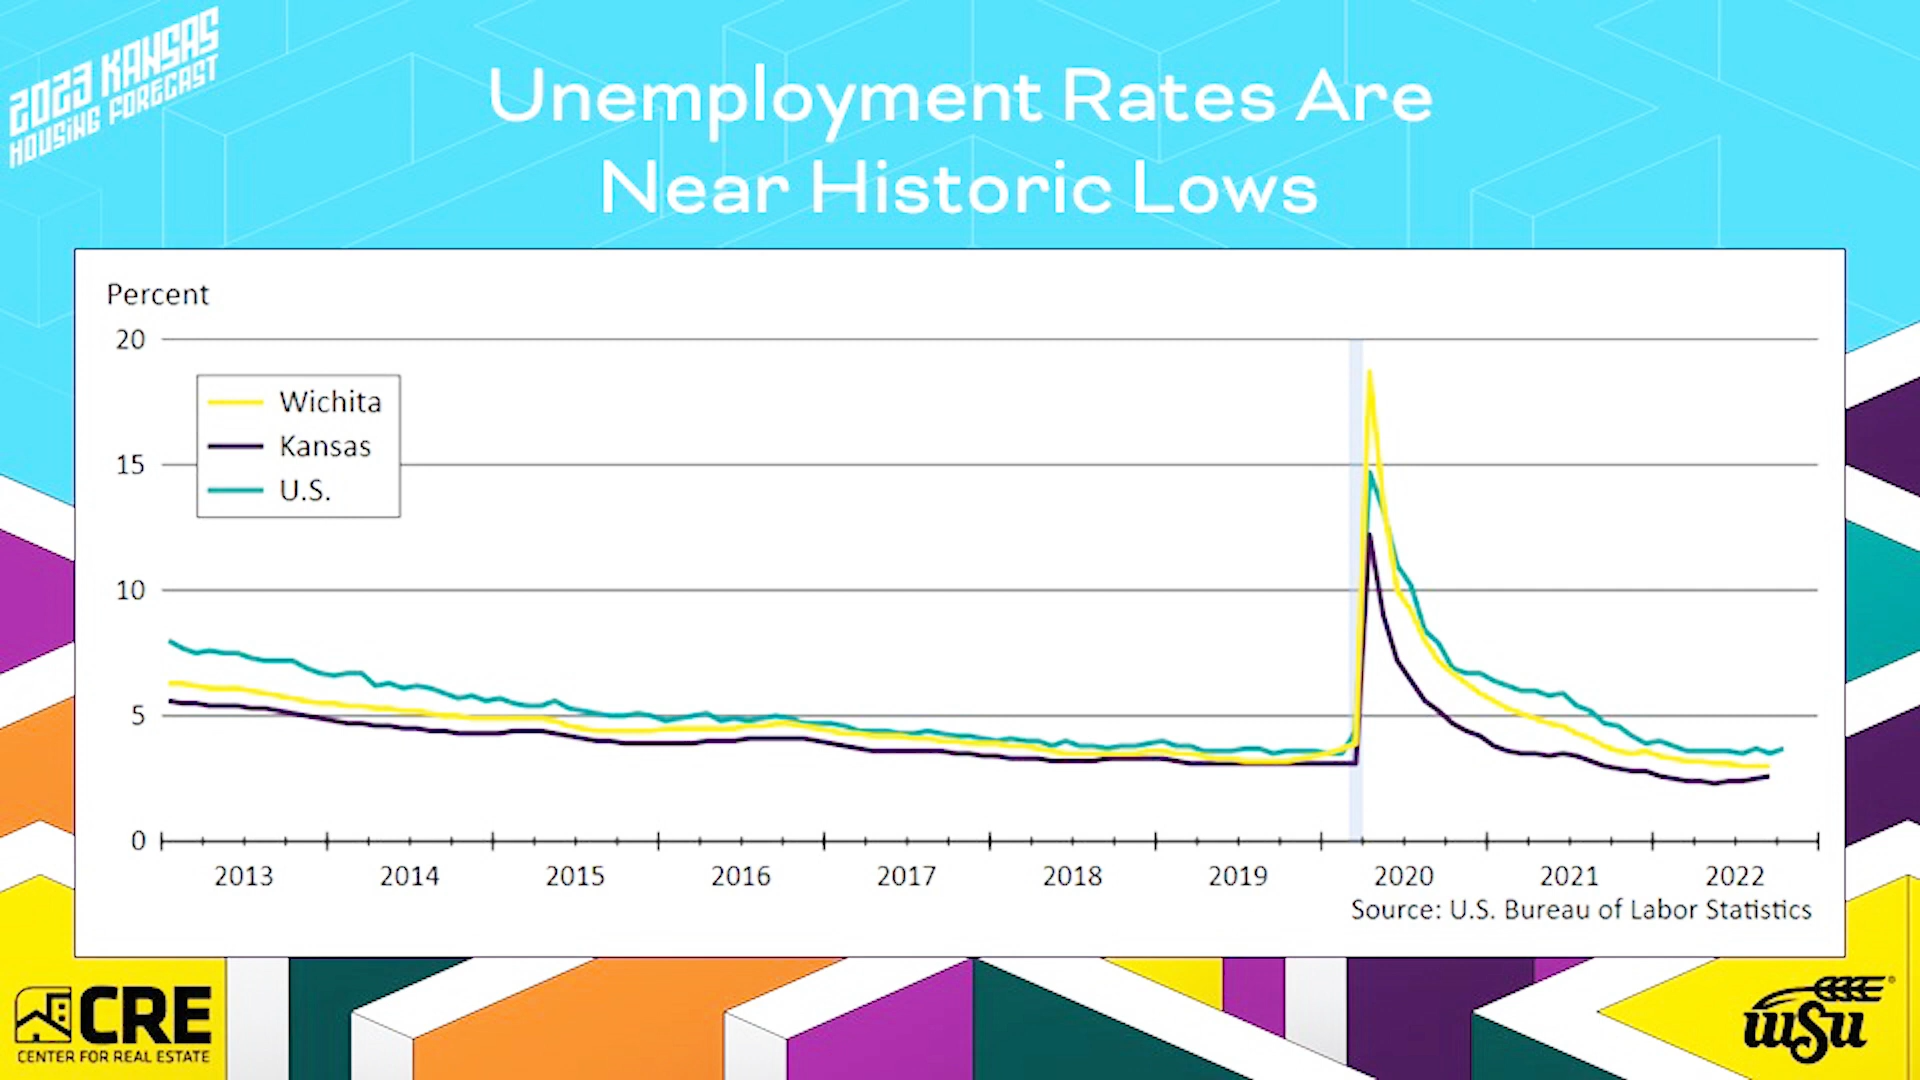 2023 KANSAS
HOUSING FORECAST
Unemployment Rates Are
Near Historic Lows
Percent
20
15
10
5
0
Wichita
Kansas
U.S.
2013 2014 2015 2016 2017 2018 2019 2020 2021 2022
Source: U.S. Bureau of Labor Statistics
CRE
CENTER FOR REAL ESTATE
WSU